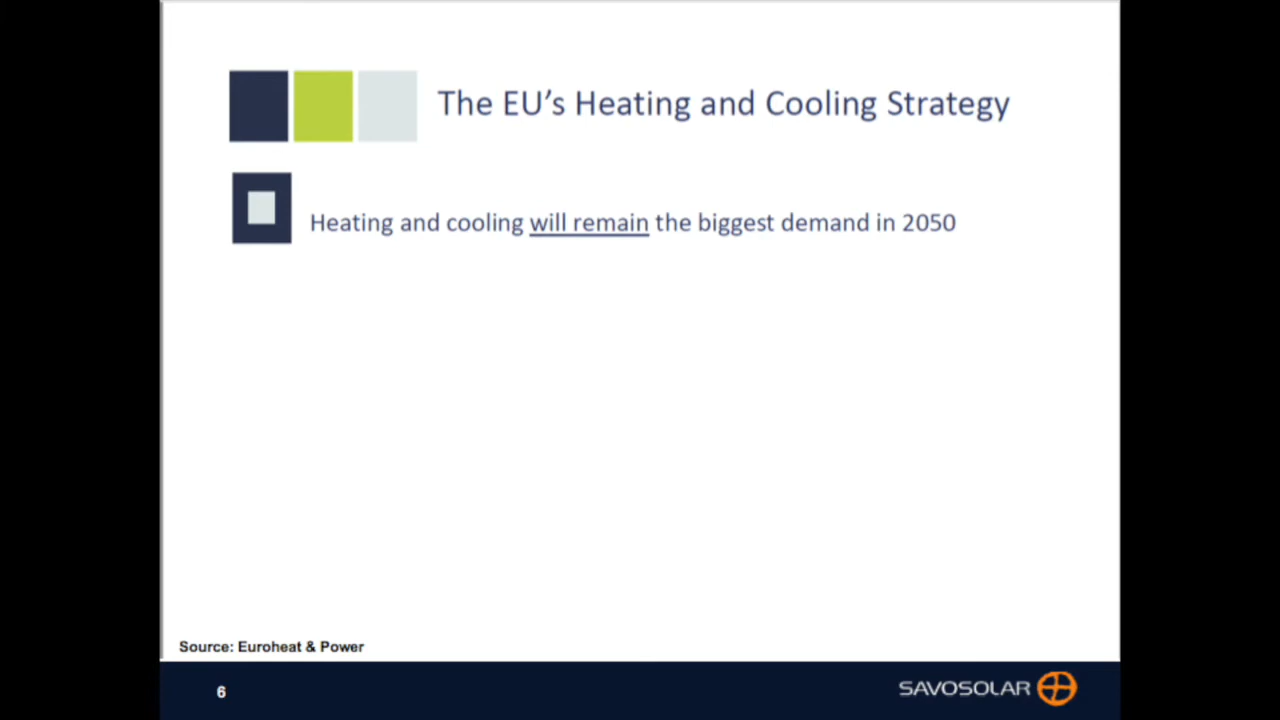 The EU’s Heating and Cooling Strategy
Heating and cooling will remain the biggest demand in 2050
Source: Euroheat & Power
6
SAVOSOLAR